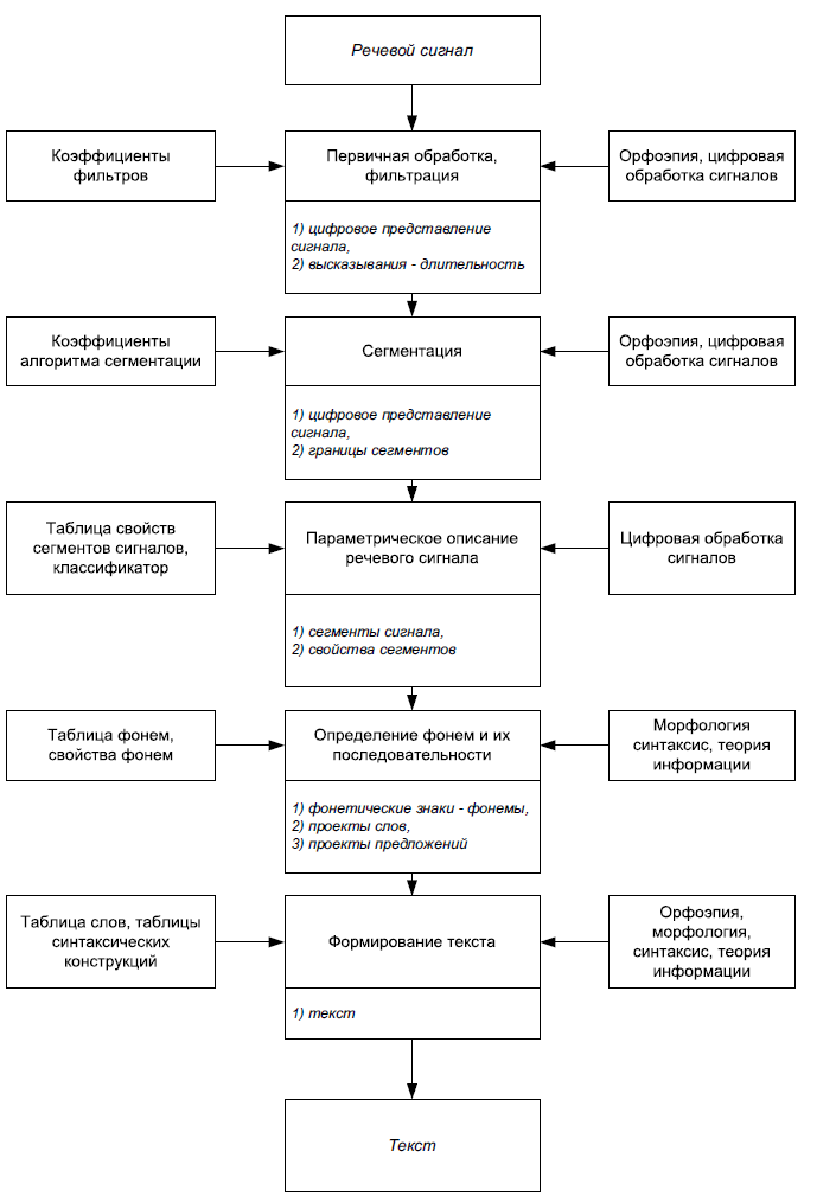 Речевой сигнал
Коэффициенты
фильтров
Первичная обработка,
фильтрация
Орфоэпия, цифровая
обработка сигналов
1) цифровое представление
сигнала,
2) высказывания - длительность
Коэффициенты
алгоритма сегментации
Сегментация
Орфоэпия, цифровая
обработка сигналов
1) цифровое представление
сигнала,
2) границы сегментов
Таблица свойств
сегментов сигналов,
классификатор
Параметрическое описание
речевого сигнала
Цифровая обработка
сигналов
1) сегменты сигнала,
2) свойства сегментов
Таблица фонем,
свойства фонем
Определение фонем и их
последовательности
Морфология
синтаксис, теория
информации
1) фонетические знаки - фонемы,
2) проекты слов,
3) проекты предложений
Таблица слов, таблицы
синтаксических
конструкций
Формирование текста
Орфоэпия,
морфология,
синтаксис, теория
информации
1) текст
Текст